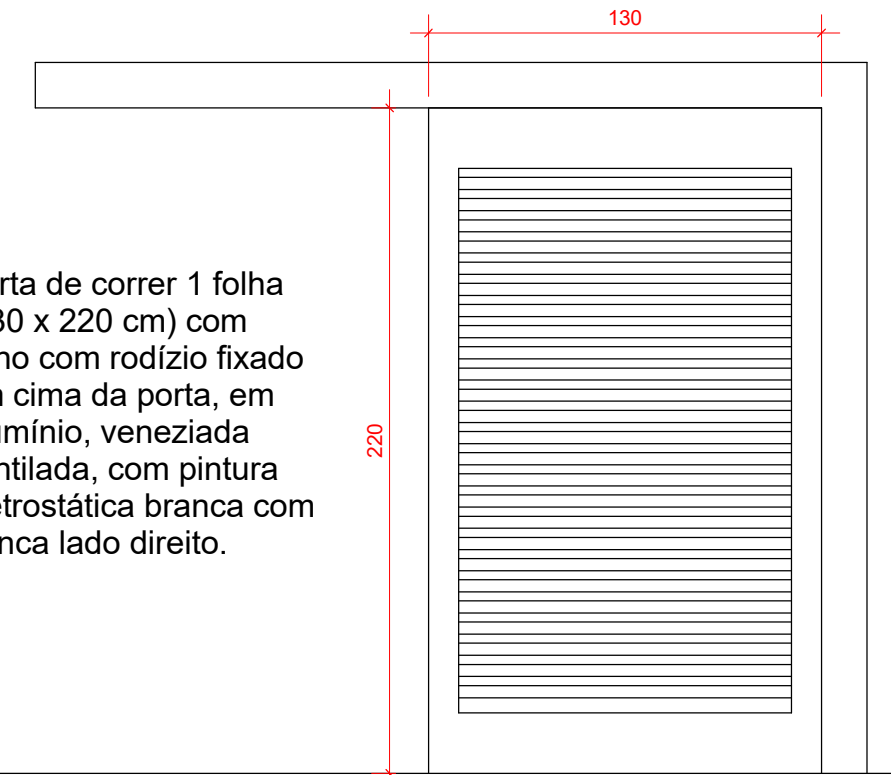 130
rta de correr 1 folha
30 x 220 cm) com
ho com rodízio fixado
cima da porta, em
umínio, veneziada
ntilada, com pintura
etrostática branca com
nca lado direito.
220